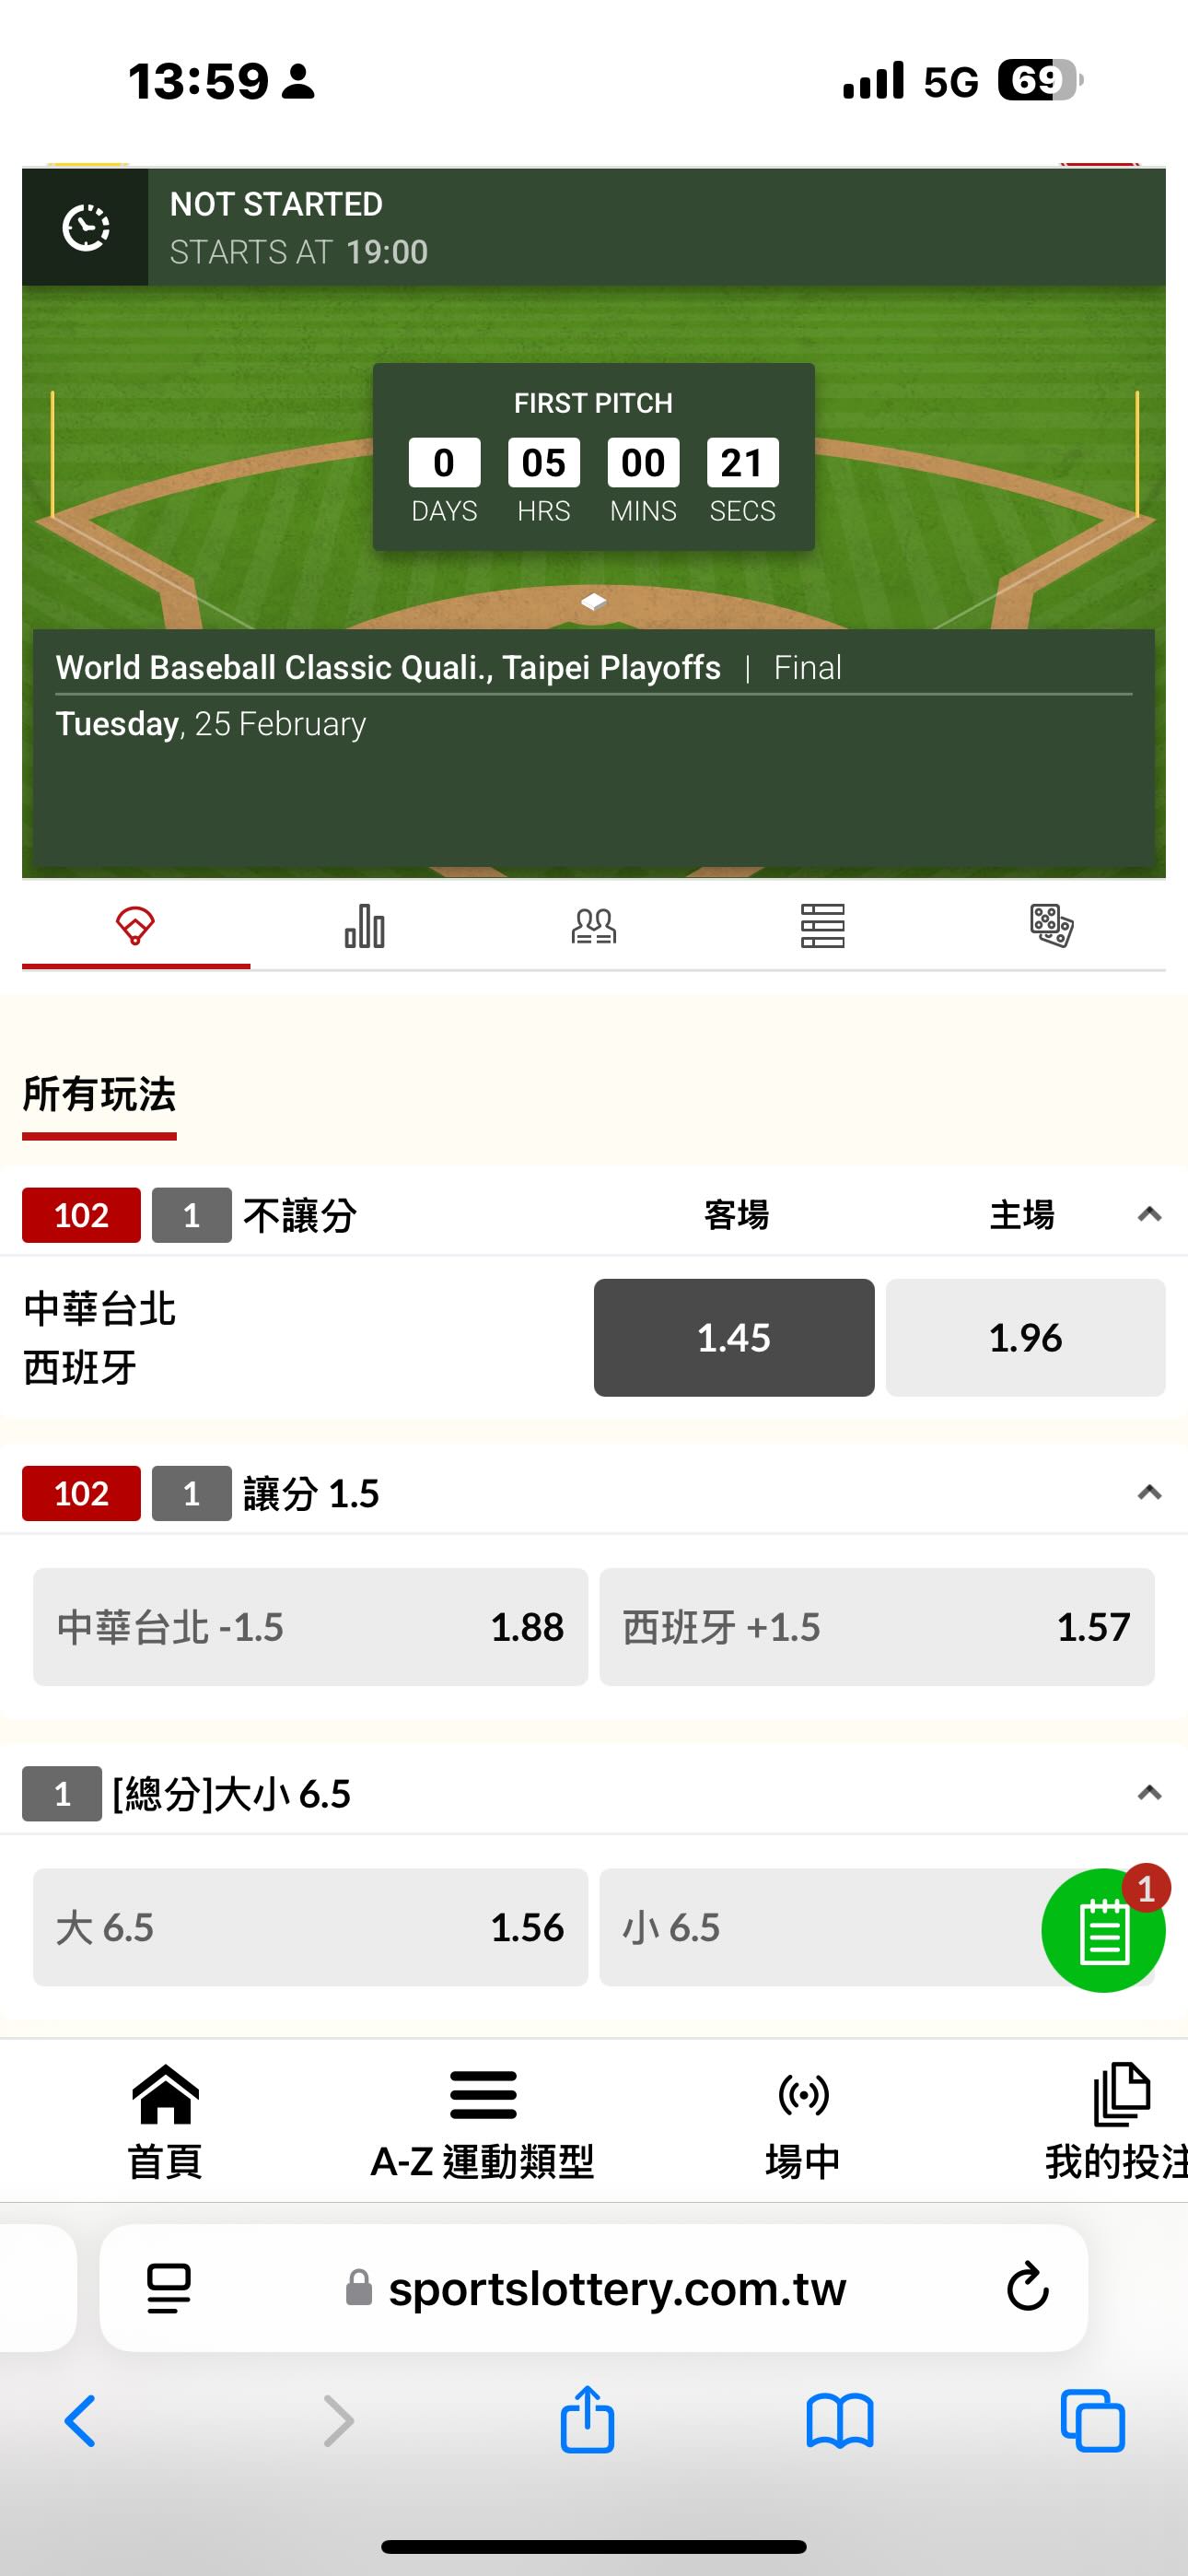 13:59 5G 69
NOT STARTED
STARTS AT 19:00
FIRST PITCH
0 05 00 21
DAYS HRS MINS SECS
World Baseball Classic Quali., Taipei Playoffs | Final
Tuesday, 25 February
所有玩法
102 1 不讓分 客場 主場
中華台北
西班牙
1.45 1.96
102 1 讓分 1.5
中華台北 -1.5 1.88 西班牙 +1.5 1.57
1 [總分]大小 6.5
大 6.5 1.56 小 6.5
1
首頁 A-Z 運動類型 場中 我的投注
sportslottery.com.tw